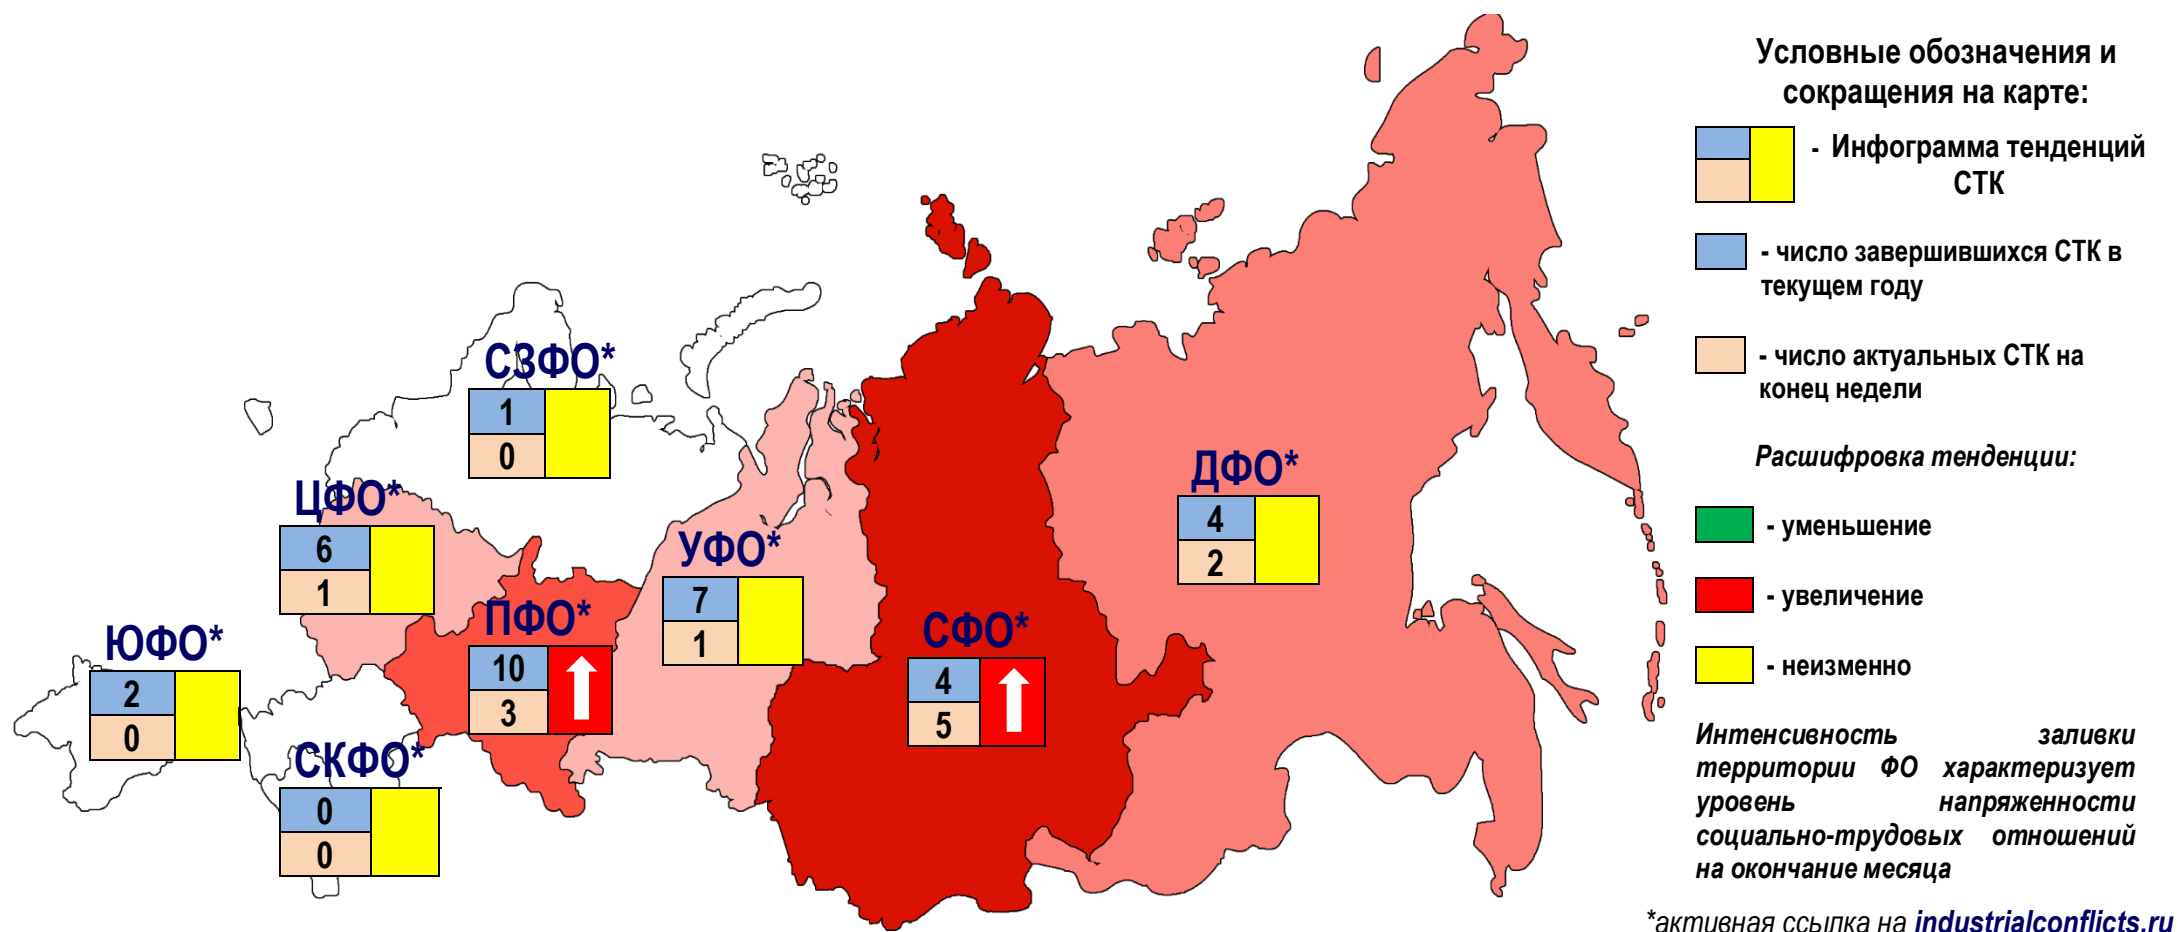 Условные обозначения и
сокращения на карте:
- Инфограмма тенденций
СТК
- число завершившихся СТК в
текущем году
- число актуальных СТК на
конец недели
Расшифровка тенденции:
- уменьшение
- увеличение
- неизменно
Интенсивность заливки
территории ФО характеризует
уровень напряженности
социально-трудовых отношений
на окончание месяца
*активная ссылка на industrialconflicts.ru
СЗФО*
1
0
ЦФО*
6
1
ЮФО*
2
0
СКФО*
0
0
ПФО*
10
3
УФО*
7
1
СФО*
4
5
ДФО*
4
2